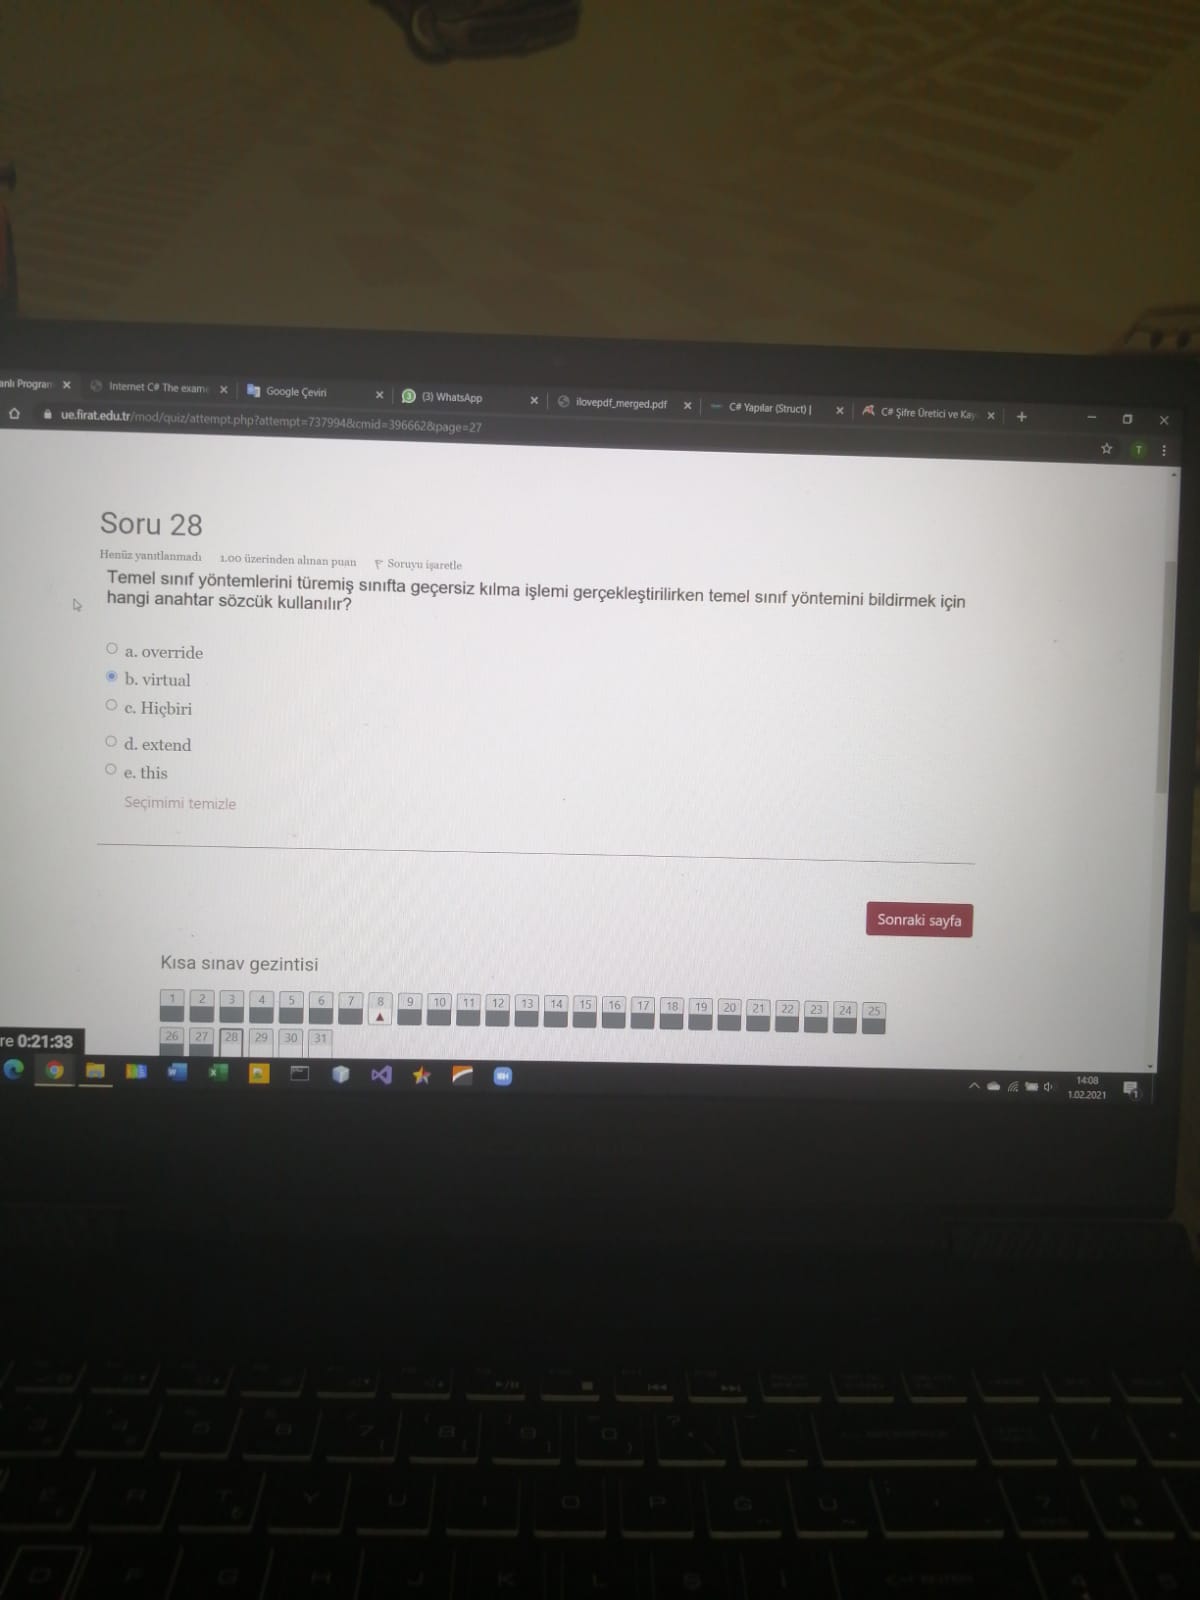 anlı Program
Internet C# The exame
Google Çeviri
(3) WhatsApp
ilovepdf_merged.pdf
C# Yapılar (Struct) |
C# Şifre Üretici ve Kay
ue.firat.edu.tr/mod/quiz/attempt.php?attempt=737994&cmid=396662&page=27
T
Soru 28
Henüz yanıtlanmadı 1.00 üzerinden alınan puan Soruyu işaretle
Temel sınıf yöntemlerini türemiş sınıfta geçersiz kılma işlemi gerçekleştirilirken temel sınıf yöntemini bildirmek için
hangi anahtar sözcük kullanılır?
a. override
b. virtual
c. Hiçbiri
d. extend
e. this
Seçimimi temizle
Sonraki sayfa
Kısa sınav gezintisi
1 2 3 4 5 6 7 8 9 10 11 12 13 14 15 16 17 18 19 20 21 22 23 24 25
26 27 28 29 30 31
re 0:21:33
14:08
1.02.2021